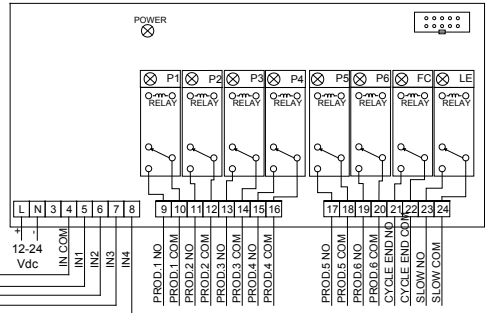 POWER
P1 P2 P3 P4 P5 P6 FC LE
RELAY RELAY RELAY RELAY RELAY RELAY RELAY RELAY
L N 3 4 5 6 7 8 9 10 11 12 13 14 15 16 17 18 19 20 21 22 23 24
+ -
12-24
Vdc
IN COM
IN1
IN2
IN3
IN4
PROD.1 NO
PROD.1 COM
PROD.2 NO
PROD.2 COM
PROD.3 NO
PROD.3 COM
PROD.4 NO
PROD.4 COM
PROD.5 NO
PROD.5 COM
PROD.6 NO
PROD.6 COM
CYCLE END NO
CYCLE END COM
SLOW NO
SLOW COM